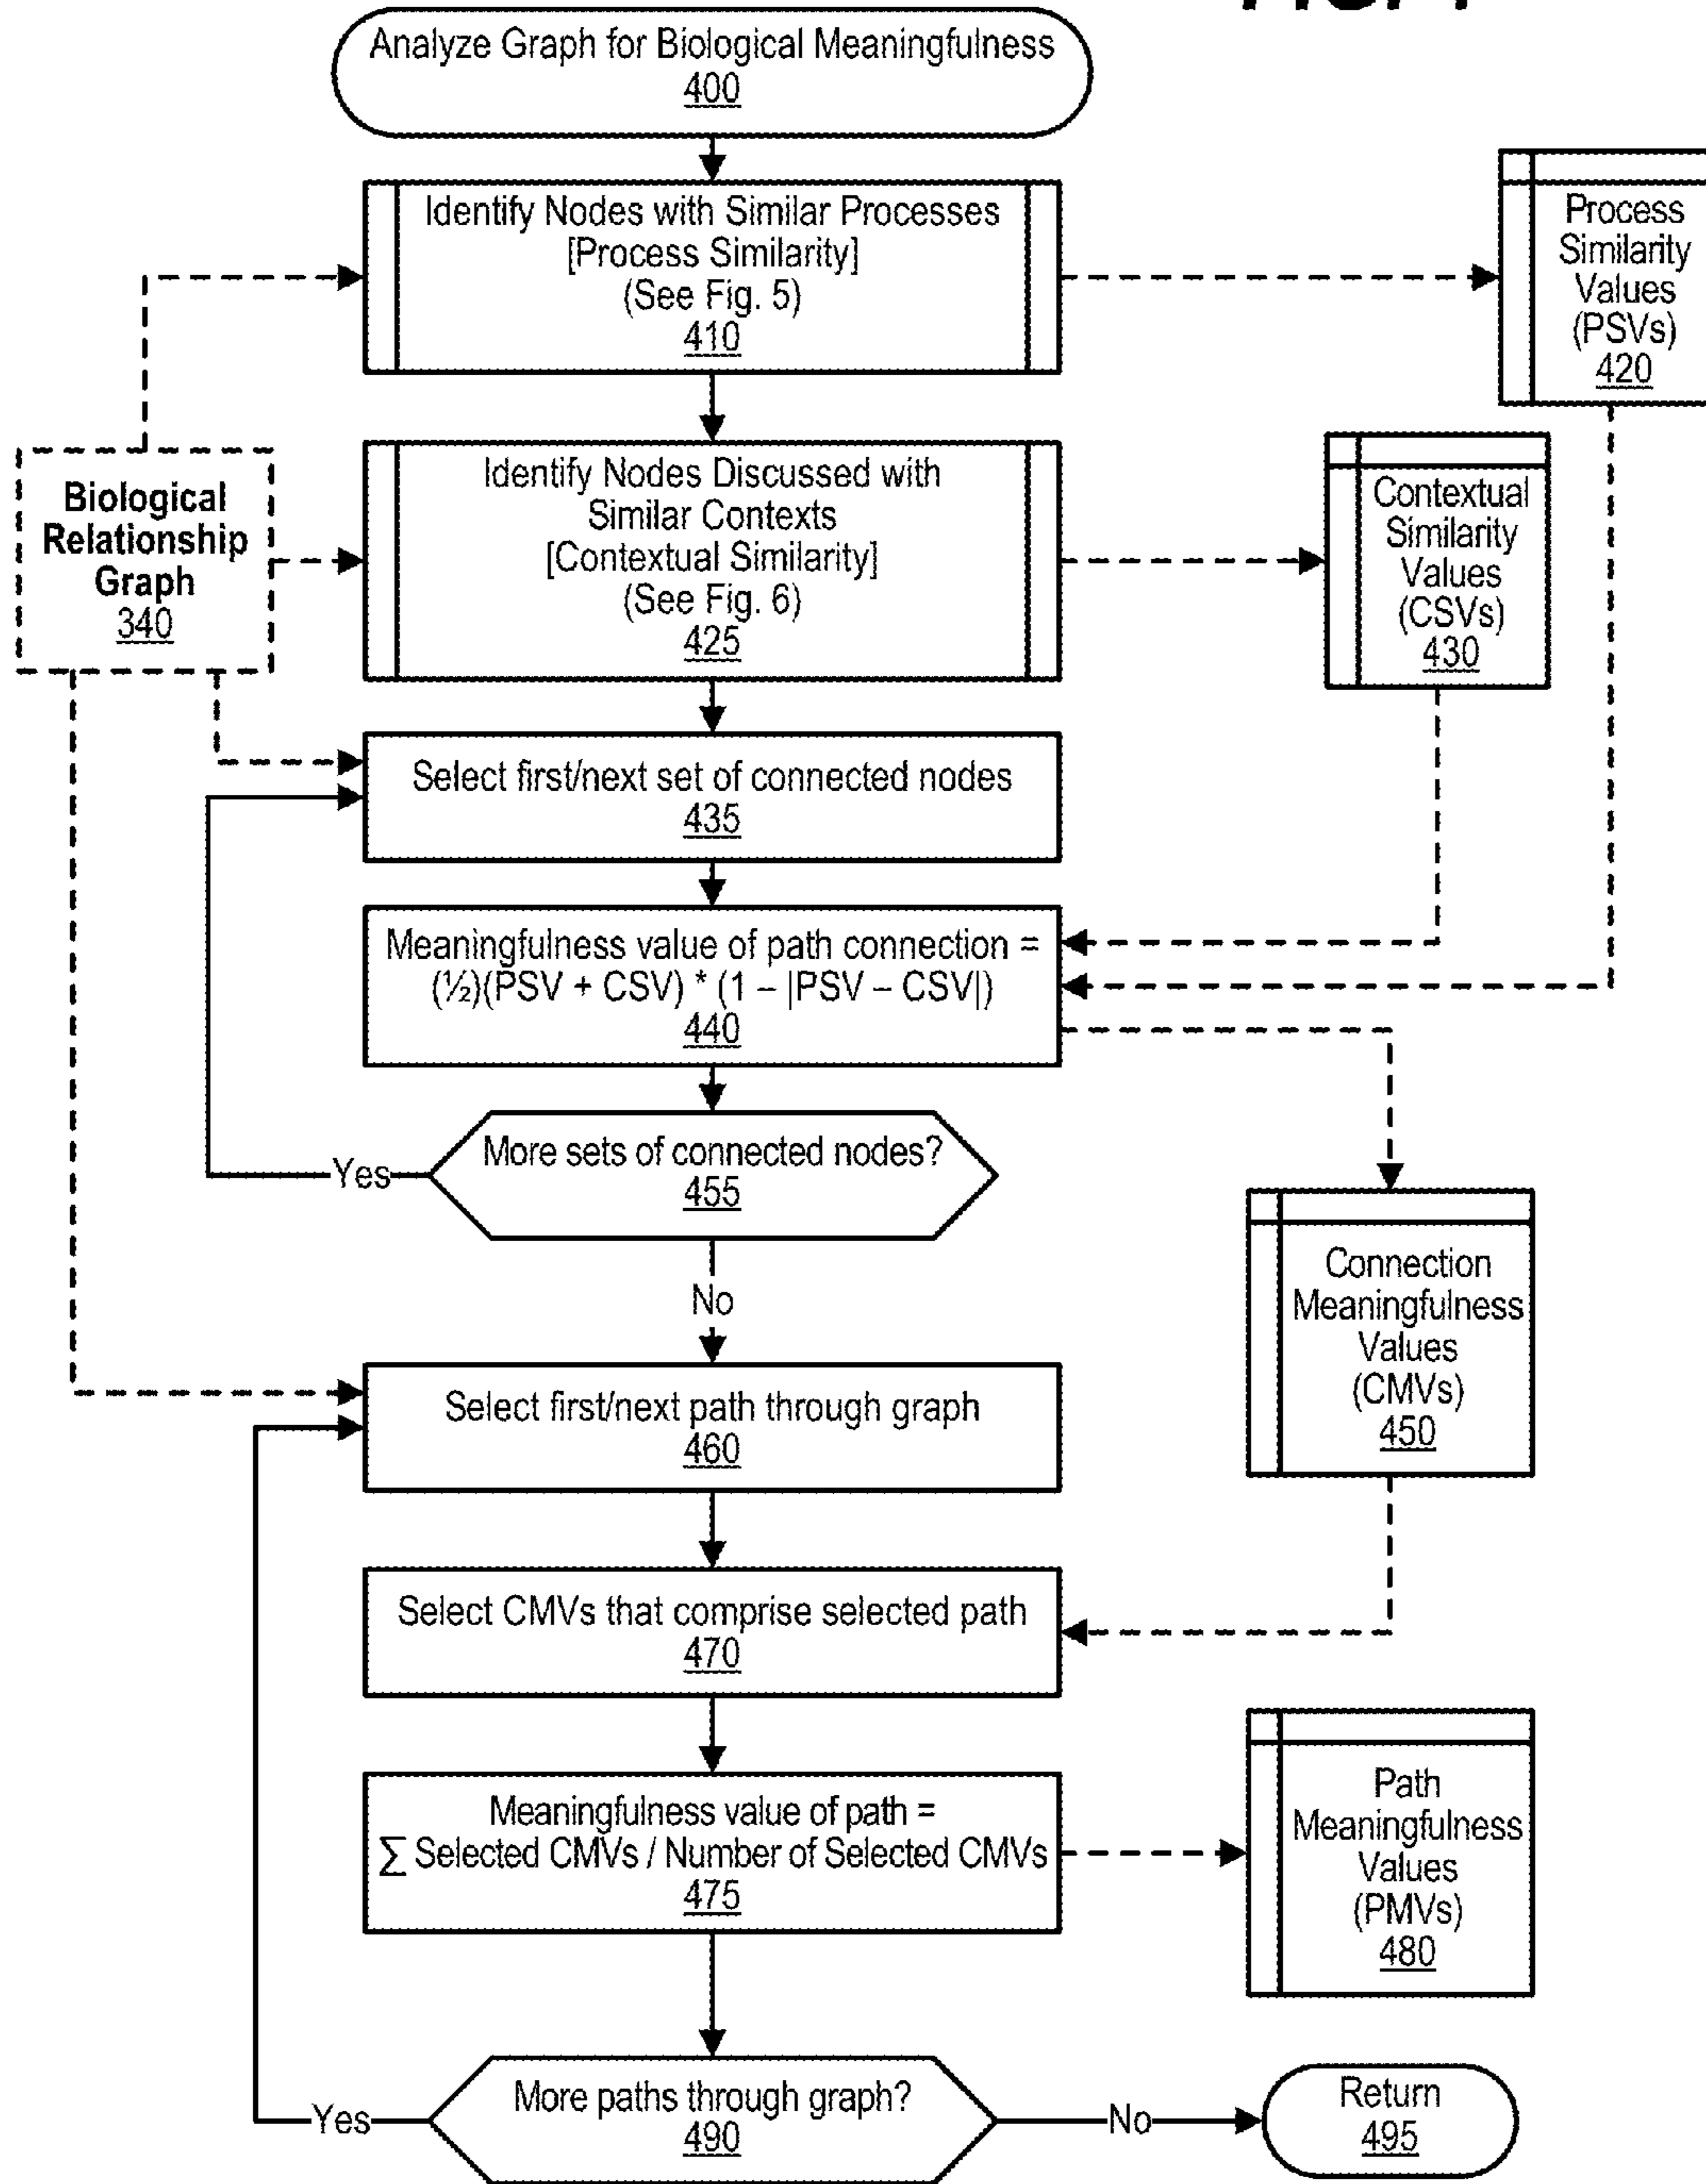 Analyze Graph for Biological Meaningfulness
400
Identify Nodes with Similar Processes
[Process Similarity]
(See Fig. 5)
410
Process
Similarity
Values
(PSVs)
420
Biological
Relationship
Graph
340
Identify Nodes Discussed with
Similar Contexts
[Contextual Similarity]
(See Fig. 6)
425
Contextual
Similarity
Values
(CSVs)
430
Select first/next set of connected nodes
435
Meaningfulness value of path connection =
(½)(PSV + CSV) * (1 – |PSV – CSV|)
440
More sets of connected nodes?
455
Yes
No
Connection
Meaningfulness
Values
(CMVs)
450
Select first/next path through graph
460
Select CMVs that comprise selected path
470
Meaningfulness value of path =
∑ Selected CMVs / Number of Selected CMVs
475
Path
Meaningfulness
Values
(PMVs)
480
More paths through graph?
490
Yes
No
Return
495